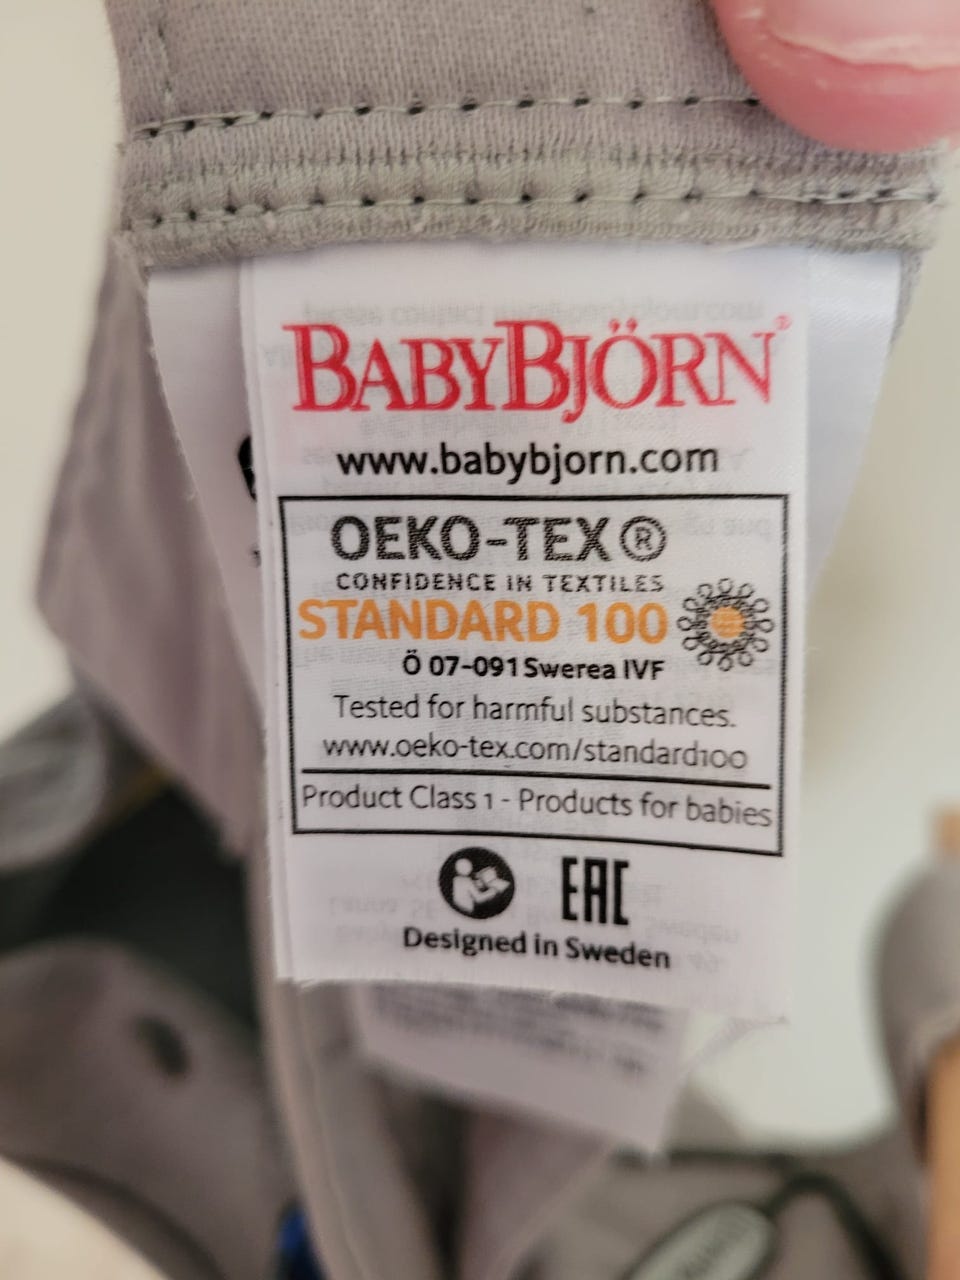 BABYBJÖRN®
www.babybjorn.com
OEKO-TEX®
CONFIDENCE IN TEXTILES
STANDARD 100
Ö 07-091 Swerea IVF
Tested for harmful substances.
www.oeko-tex.com/standard100
Product Class 1 - Products for babies
EAC
Designed in Sweden